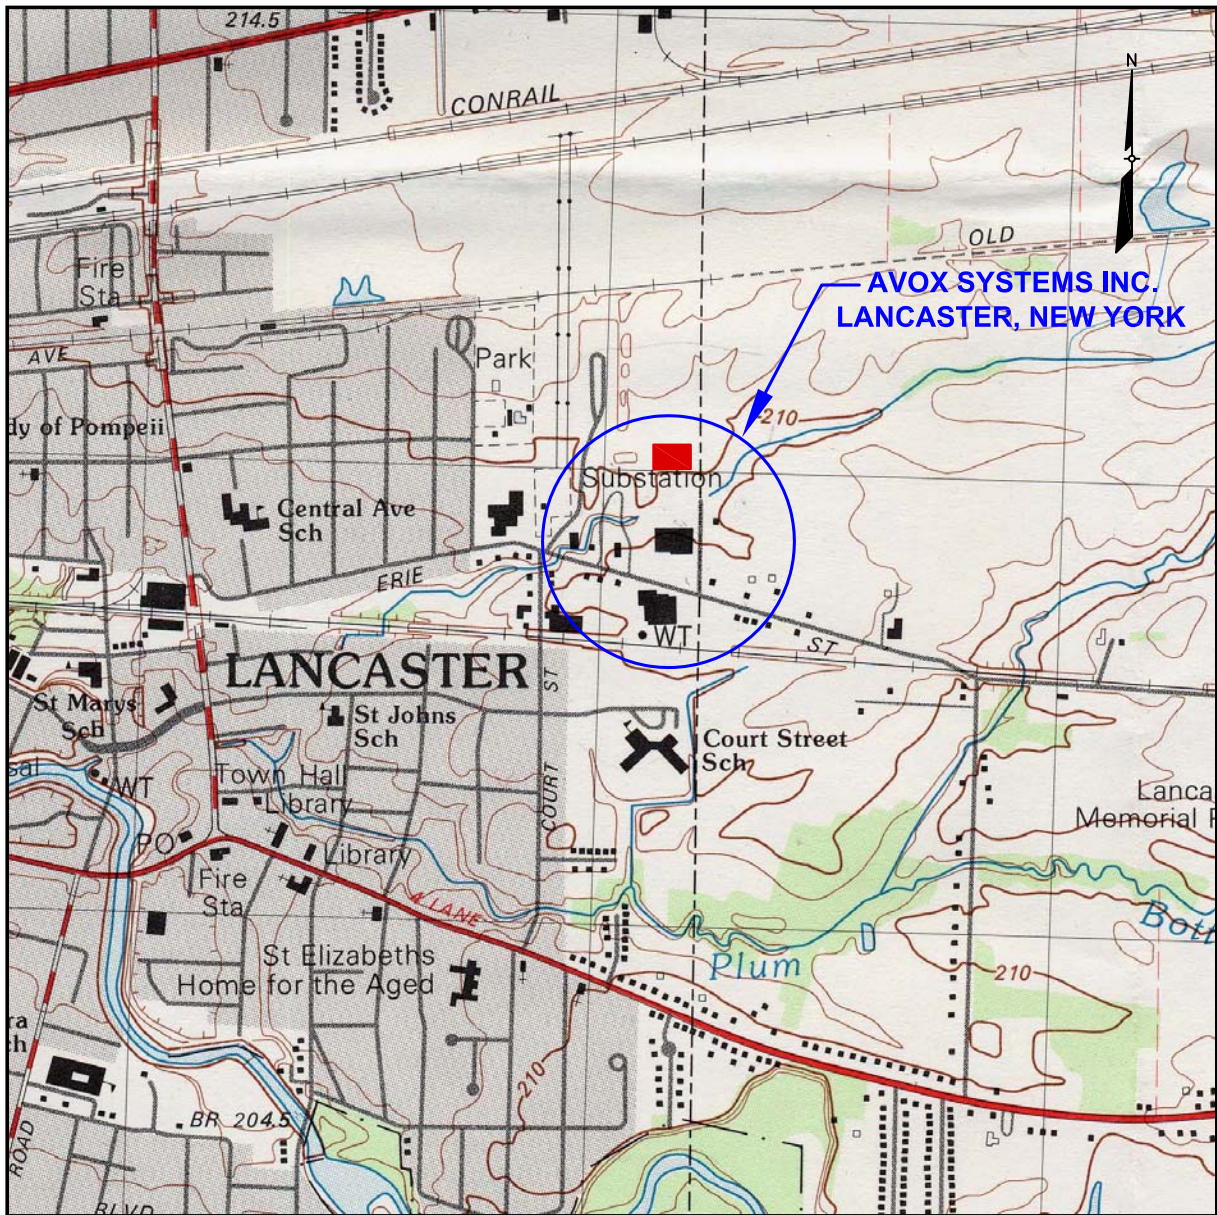 214.5
CONRAIL
N
OLD
Fire
Sta
AVOX SYSTEMS INC.
LANCASTER, NEW YORK
AVE
Park
210
dy of Pompeii
Substation
Central Ave
Sch
ERIE
WT
ST
LANCASTER
ST
St Marys
Sch
St Johns
Sch
Court Street
Sch
sal
WT
Town Hall
Library
COURT
Lanca
Memorial P
PO
Library
Fire
Sta
4 LANE
Bott
St Elizabeths
Home for the Aged
Plum
210
ra
ch
210
BR 204.5
ROAD
BLVD